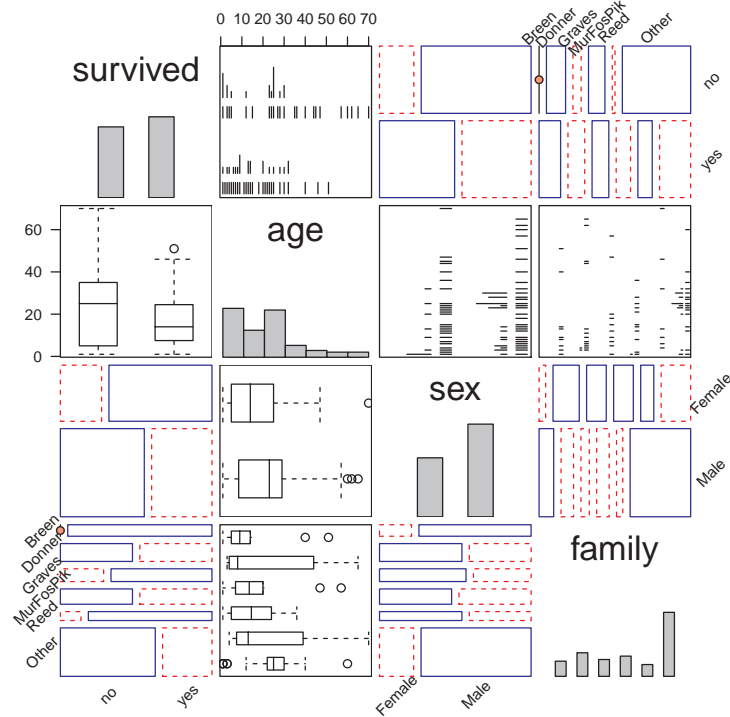 0 10 20 30 40 50 60 70
Breen
Donner
Graves
MurFosPik
Reed
Other
survived
no
yes
0 20 40 60
age
sex
Female
Male
Breen
Donner
Graves
MurFosPik
Reed
Other
family
no
yes
Female
Male